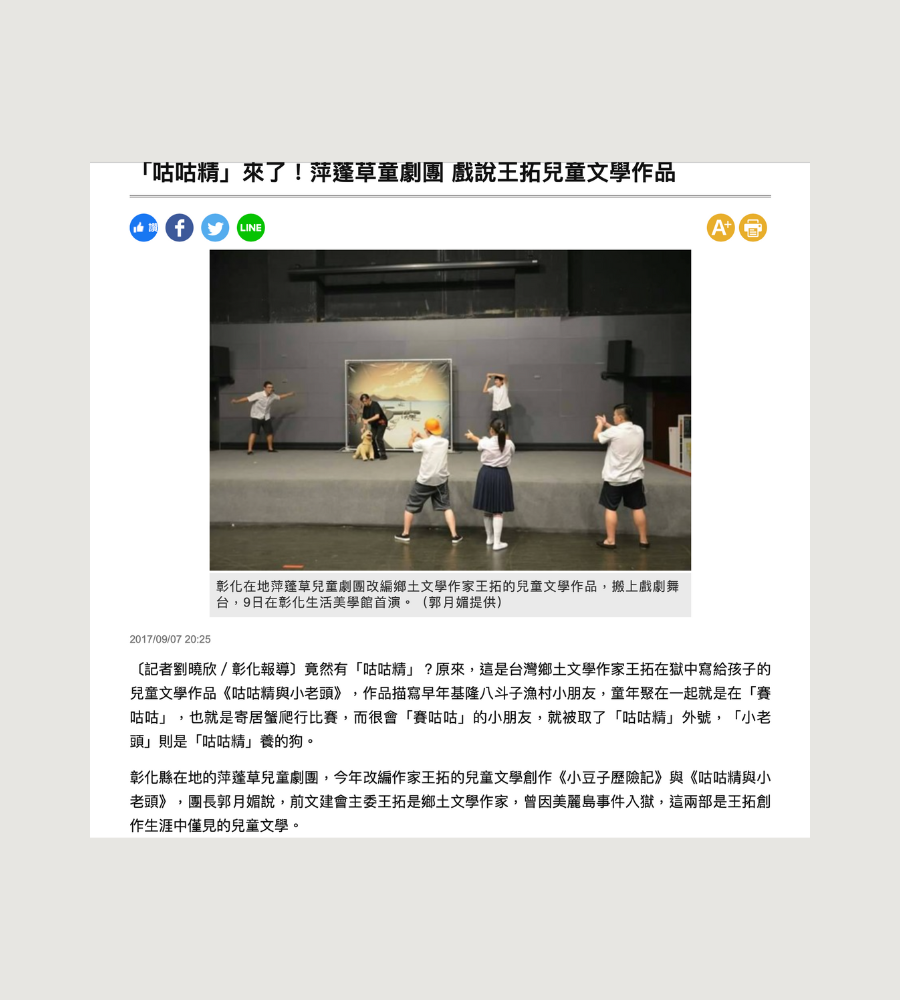 「咕咕精」來了！萍蓬草童劇團 戲說王拓兒童文學作品
讚
LINE
A+
彰化在地萍蓬草兒童劇團改編鄉土文學作家王拓的兒童文學作品，搬上戲劇舞
台，9日在彰化生活美學館首演。（郭月媚提供）
2017/09/07 20:25
〔記者劉曉欣／彰化報導〕竟然有「咕咕精」？原來，這是台灣鄉土文學作家王拓在獄中寫給孩子的
兒童文學作品《咕咕精與小老頭》，作品描寫早年基隆八斗子漁村小朋友，童年聚在一起就是在「賽
咕咕」，也就是寄居蟹爬行比賽，而很會「賽咕咕」的小朋友，就被取了「咕咕精」外號，「小老
頭」則是「咕咕精」養的狗。
彰化縣在地的萍蓬草兒童劇團，今年改編作家王拓的兒童文學創作《小豆子歷險記》與《咕咕精與小
老頭》，團長郭月媚說，前文建會主委王拓是鄉土文學作家，曾因美麗島事件入獄，這兩部是王拓創
作生涯中僅見的兒童文學。